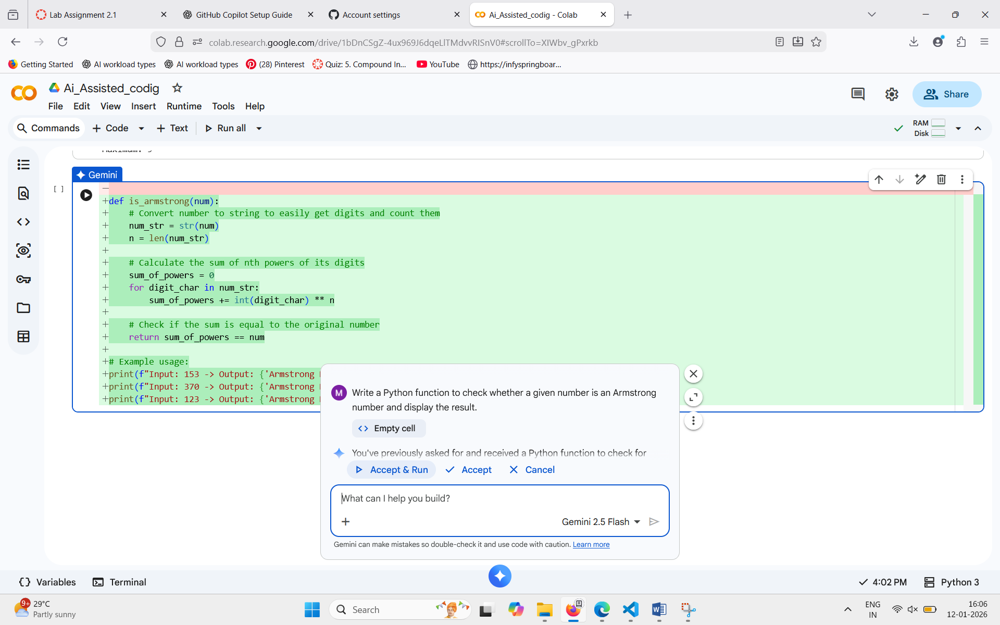 Lab Assignment 2.1
GitHub Copilot Setup Guide
Account settings
Ai_Assisted_codig - Colab
colab.research.google.com/drive/1bDnCSgZ-4ux969J6dqeLlTMdvvRISnV0#scrollTo=XIWbv_gPxrkb
Getting Started
AI workload types
AI workload types
(28) Pinterest
Quiz: 5. Compound In...
YouTube
https://infyspringboar...
Ai_Assisted_codig
File Edit View Insert Runtime Tools Help
Share
Commands + Code + Text Run all
RAM
Disk
Gemini
[ ]
def is_armstrong(num):
# Convert number to string to easily get digits and count them
num_str = str(num)
n = len(num_str)
# Calculate the sum of nth powers of its digits
sum_of_powers = 0
for digit_char in num_str:
sum_of_powers += int(digit_char) ** n
# Check if the sum is equal to the original number
return sum_of_powers == num
# Example usage:
print(f"Input: 153 -> Output: {'Armstrong
print(f"Input: 370 -> Output: {'Armstrong
print(f"Input: 123 -> Output: {'Armstrong
M
Write a Python function to check whether a given number is an Armstrong
number and display the result.
<> Empty cell
You've previously asked for and received a Python function to check for
Accept & Run Accept Cancel
What can I help you build?
+ Gemini 2.5 Flash
Gemini can make mistakes so double-check it and use code with caution. Learn more
Variables Terminal
4:02 PM Python 3
9+
29°C
Partly sunny
Search
ENG
IN
16:06
12-01-2026